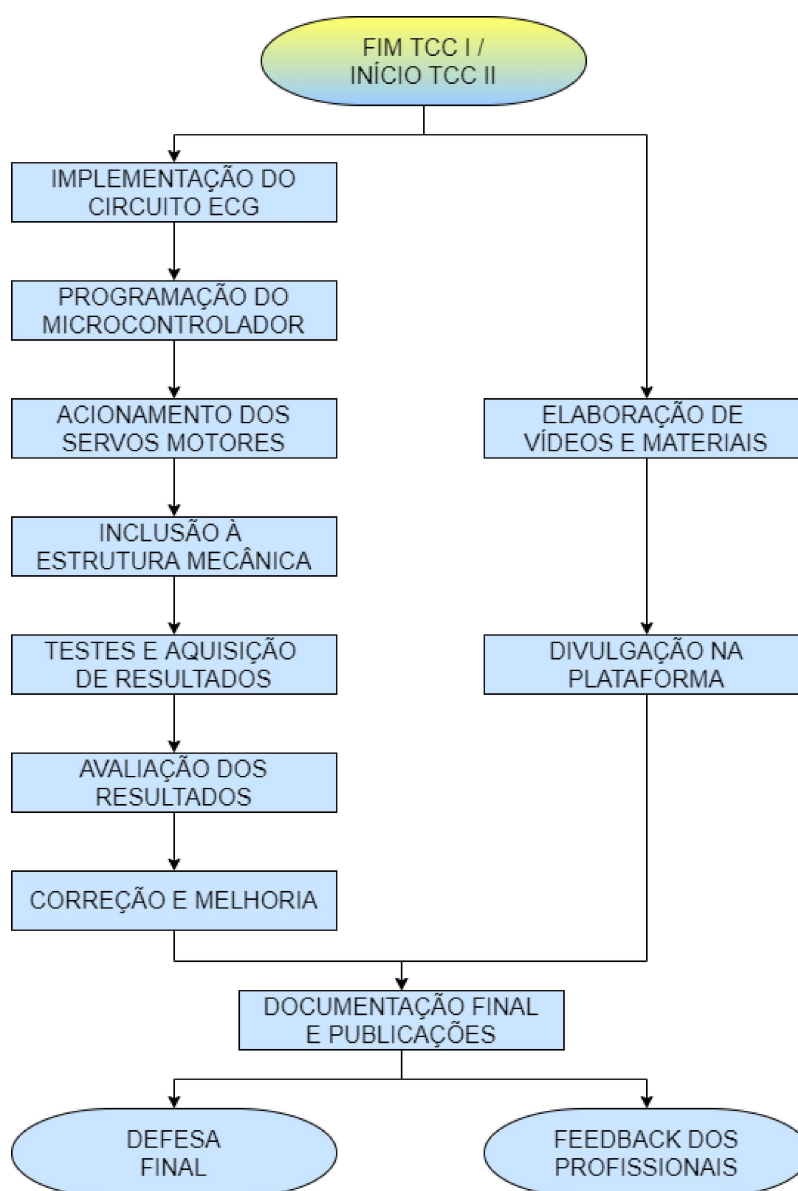 FIM TCC I /
INÍCIO TCC II
IMPLEMENTAÇÃO DO
CIRCUITO ECG
PROGRAMAÇÃO DO
MICROCONTROLADOR
ACIONAMENTO DOS
SERVOS MOTORES
ELABORAÇÃO DE
VÍDEOS E MATERIAIS
INCLUSÃO À
ESTRUTURA MECÂNICA
TESTES E AQUISIÇÃO
DE RESULTADOS
DIVULGAÇÃO NA
PLATAFORMA
AVALIAÇÃO DOS
RESULTADOS
CORREÇÃO E MELHORIA
DOCUMENTAÇÃO FINAL
E PUBLICAÇÕES
DEFESA
FINAL
FEEDBACK DOS
PROFISSIONAIS